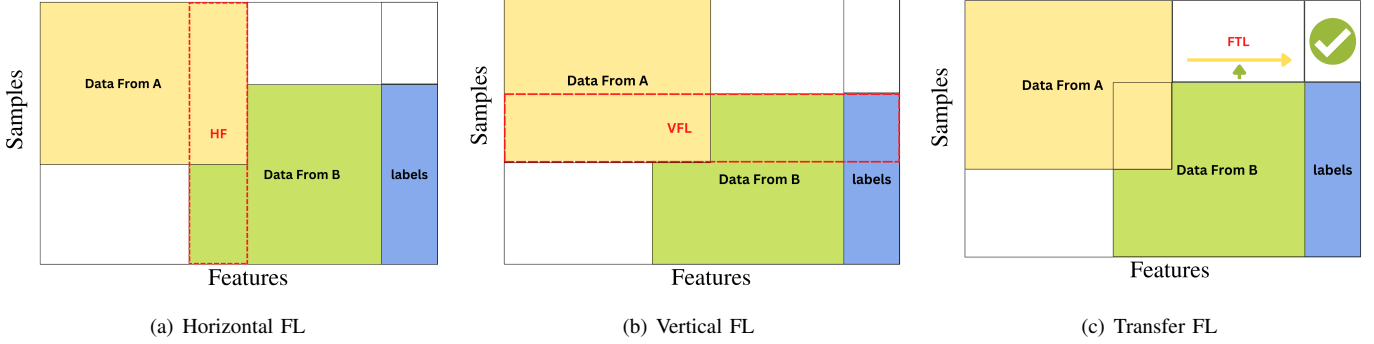 Samples
Data From A
HF
Data From B
labels
Features
(a) Horizontal FL
Samples
Data From A
VFL
Data From B
labels
Features
(b) Vertical FL
Samples
Data From A
FTL
Data From B
labels
Features
(c) Transfer FL